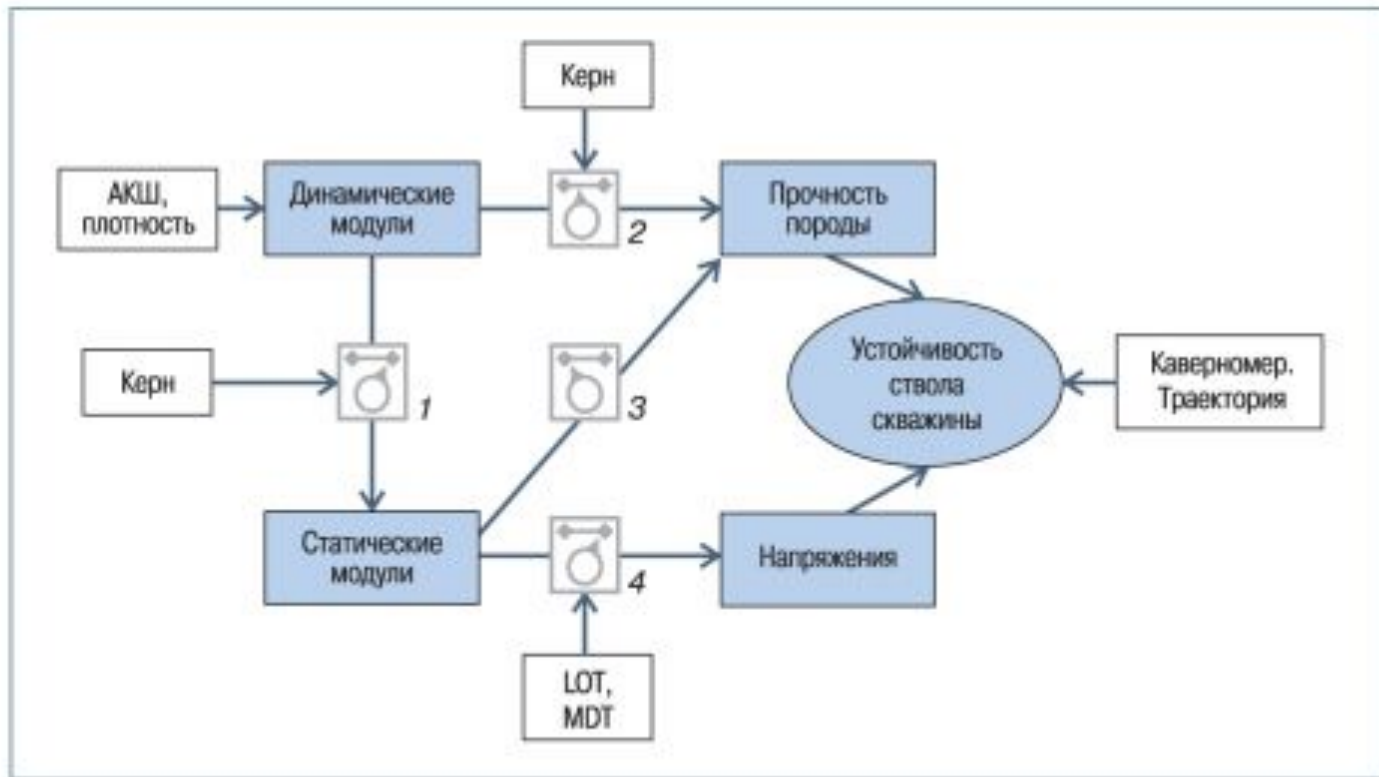 Керн
АКШ,
плотность
Динамические
модули
2
Прочность
породы
Керн
1
3
Устойчивость
ствола
скважины
Каверномер.
Траектория
Статические
модули
4
Напряжения
LOT,
MDT